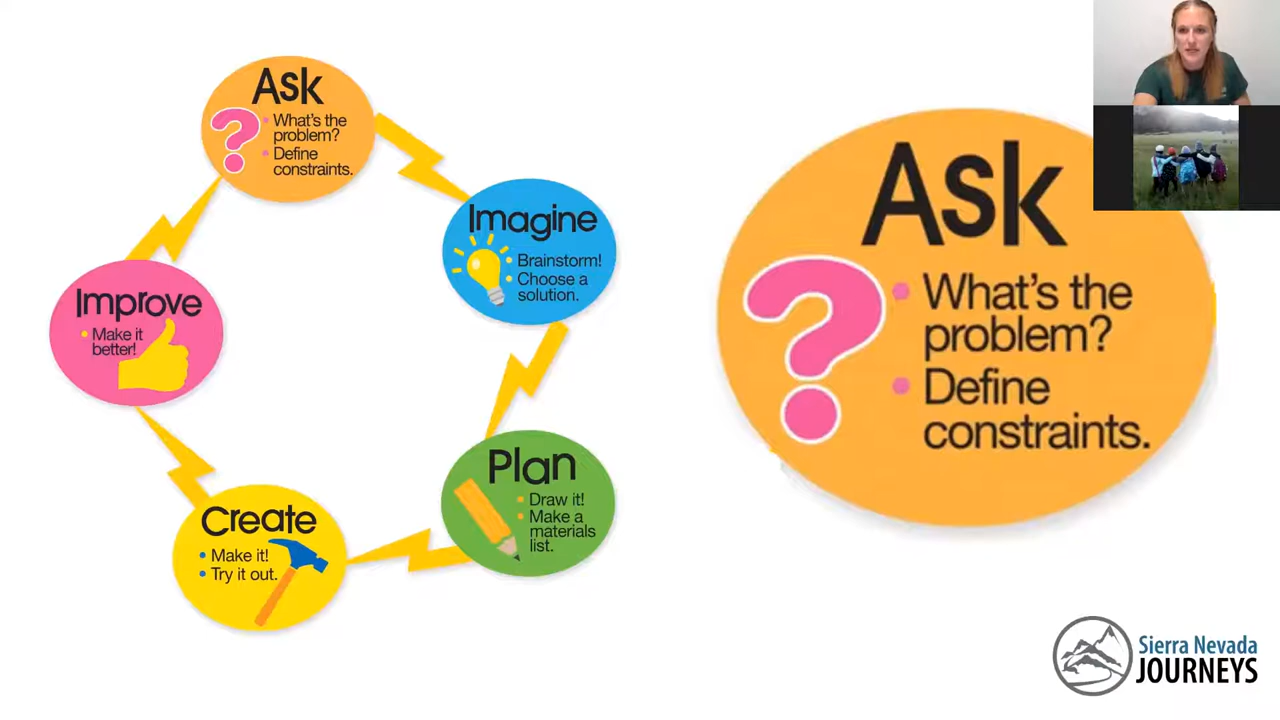 Ask
What's the
problem?
Define
constraints.
Imagine
Brainstorm!
Choose a
solution.
Plan
Draw it!
Make a
materials
list.
Create
Make it!
Try it out.
Improve
Make it
better!
Ask
What's the
problem?
Define
constraints.
Sierra Nevada
JOURNEYS